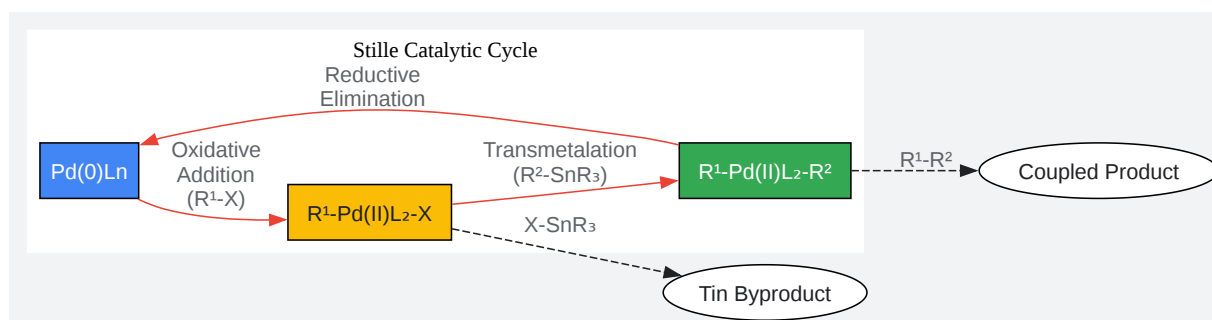 Stille Catalytic Cycle
Reductive
Elimination
Pd(0)Ln
Oxidative
Addition
(R¹-X)
R¹-Pd(II)L₂-X
Transmetalation
(R²-SnR₃)
R¹-Pd(II)L₂-R²
R¹-R²
Coupled Product
X-SnR₃
Tin Byproduct